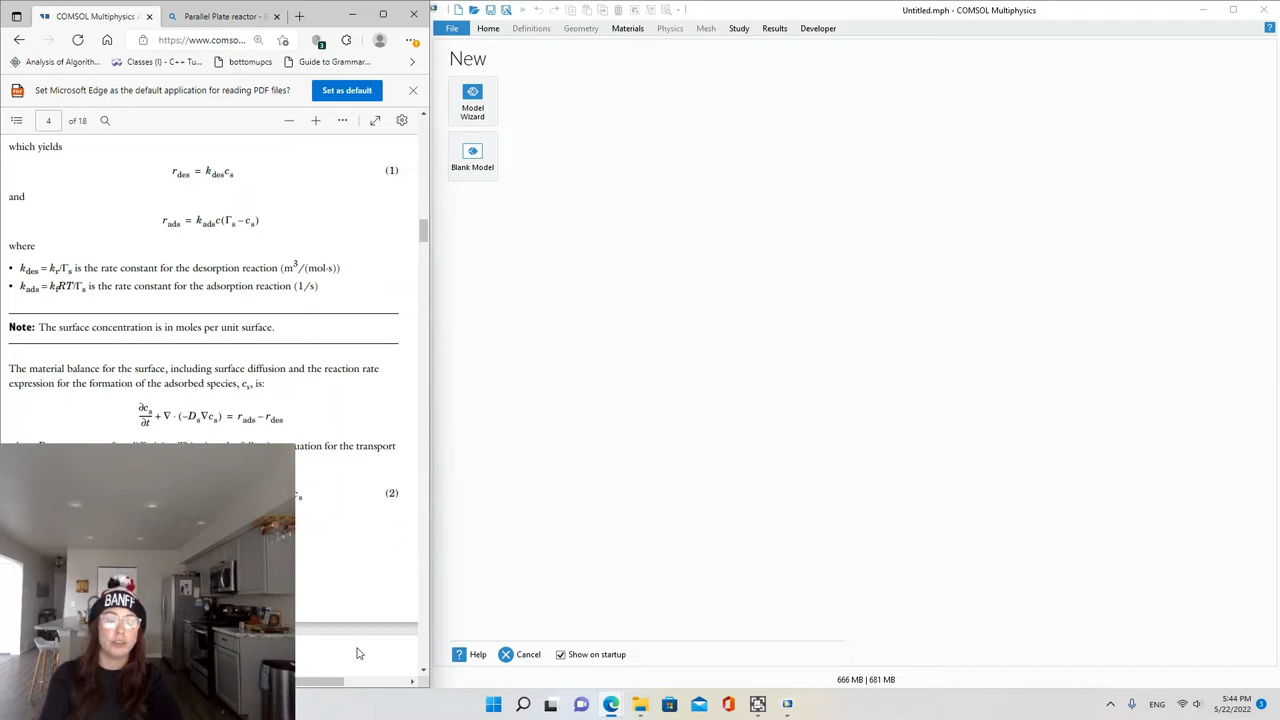 COMSOL Multiphysics A
Parallel Plate reactor -
https://www.comso...
3
Analysis of Algorith...
Classes (I) - C++ Tu...
bottomupcs
Guide to Grammar...
Set Microsoft Edge as the default application for reading PDF files?
Set as default
4 of 18
which yields
r_des = k_des c_s (1)
and
r_ads = k_ads c(Γ_s − c_s)
where
• k_des = k_r/Γ_s is the rate constant for the desorption reaction (m³/(mol·s))
• k_ads = k_f RT/Γ_s is the rate constant for the adsorption reaction (1/s)
Note: The surface concentration is in moles per unit surface.
The material balance for the surface, including surface diffusion and the reaction rate
expression for the formation of the adsorbed species, c_s, is:
∂c_s/∂t + ∇ · (−D_s∇c_s) = r_ads − r_des
uation for the transport
s (2)
BANFF
Untitled.mph - COMSOL Multiphysics
File Home Definitions Geometry Materials Physics Mesh Study Results Developer
New
Model
Wizard
Blank Model
Help Cancel Show on startup
666 MB | 681 MB
ENG
5:44 PM
5/22/2022
3